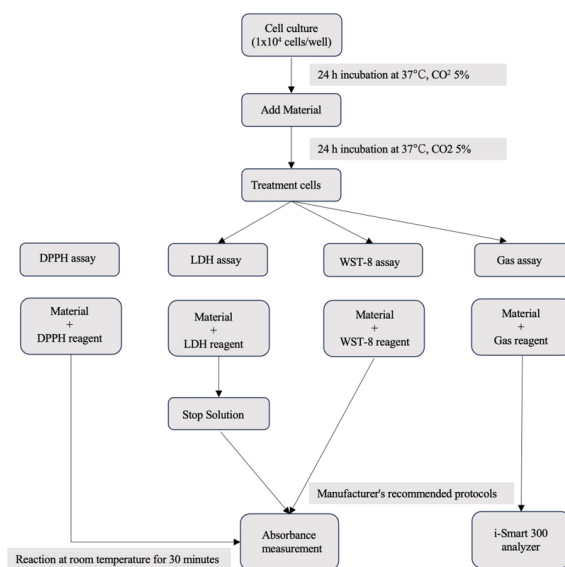 Cell culture
(1x10⁴ cells/well)
24 h incubation at 37°C, CO² 5%
Add Material
24 h incubation at 37°C, CO2 5%
Treatment cells
DPPH assay
LDH assay
WST-8 assay
Gas assay
Material
+
DPPH reagent
Material
+
LDH reagent
Material
+
WST-8 reagent
Material
+
Gas reagent
Stop Solution
Manufacturer's recommended protocols
Absorbance
measurement
i-Smart 300
analyzer
Reaction at room temperature for 30 minutes